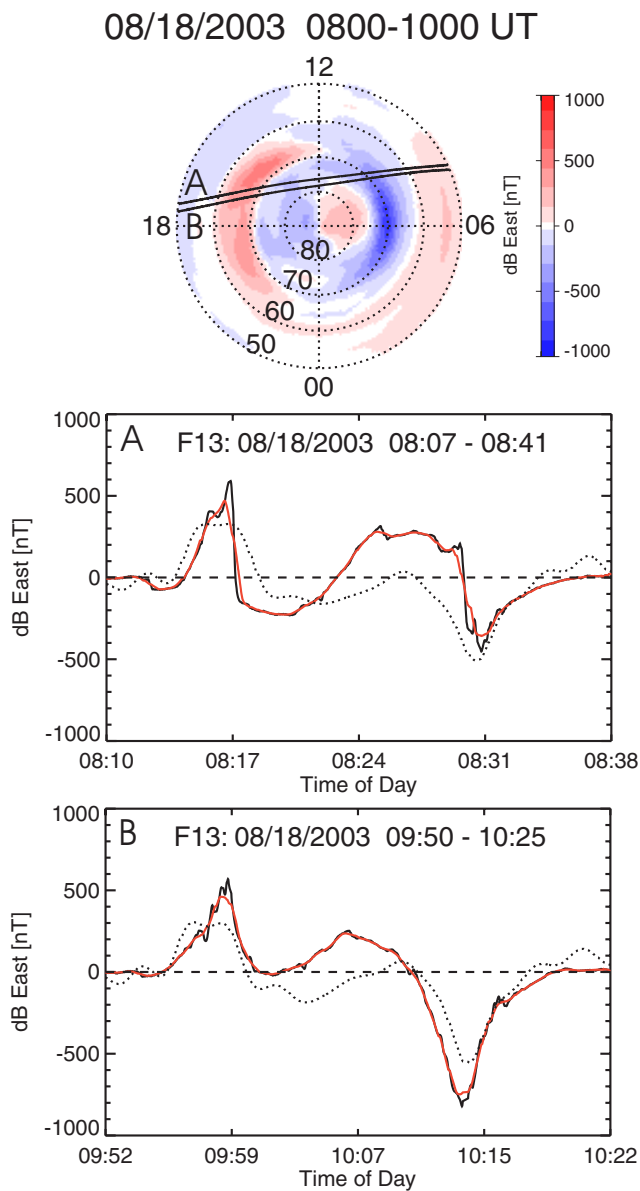 08/18/2003 0800-1000 UT
12
A
18
B
06
80
70
60
50
00
1000
500
0
-500
-1000
dB East [nT]
A
F13: 08/18/2003 08:07 - 08:41
1000
500
0
-500
-1000
dB East [nT]
08:10 08:17 08:24 08:31 08:38
Time of Day
B
F13: 08/18/2003 09:50 - 10:25
1000
500
0
-500
-1000
dB East [nT]
09:52 09:59 10:07 10:15 10:22
Time of Day